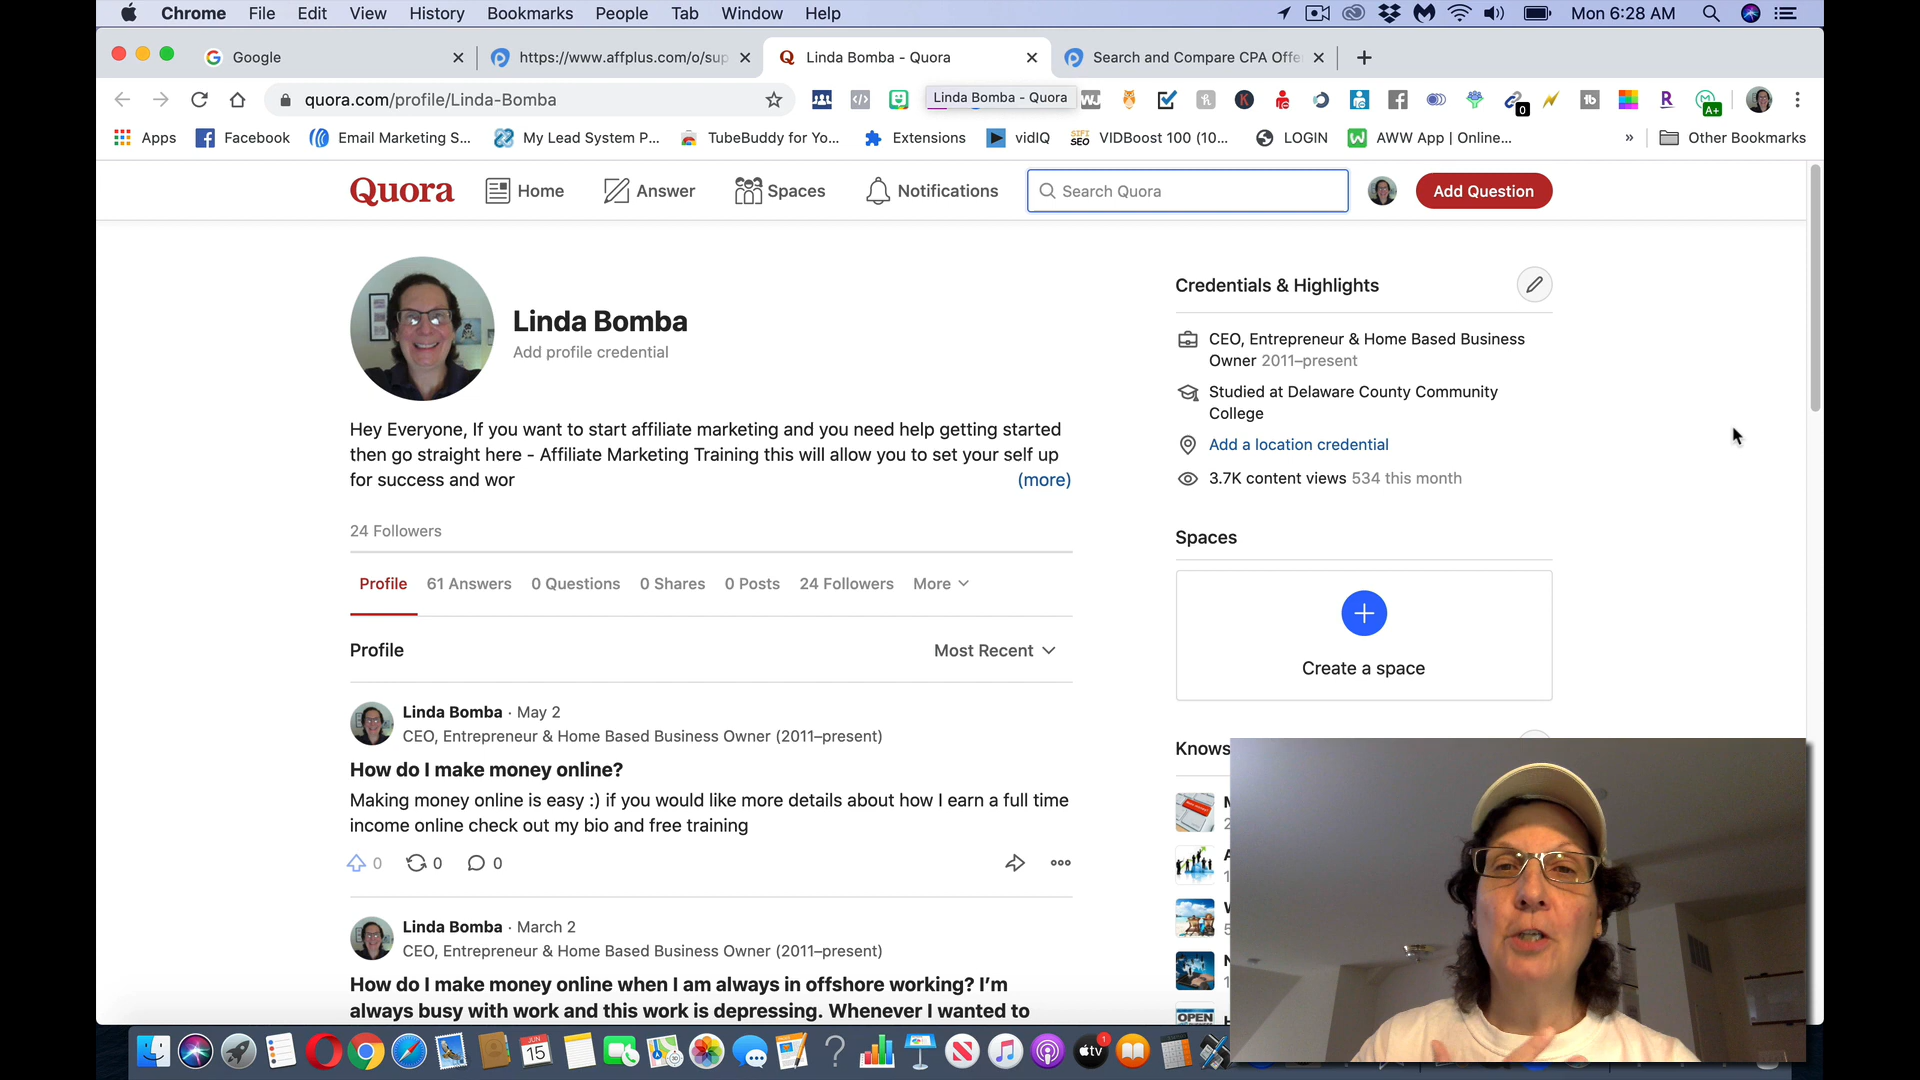 Chrome File Edit View History Bookmarks People Tab Window Help Mon 6:28 AM
Google https://www.affplus.com/o/sup Linda Bomba - Quora Search and Compare CPA Offe
quora.com/profile/Linda-Bomba Linda Bomba - Quora
Apps Facebook Email Marketing S... My Lead System P... TubeBuddy for Yo... Extensions vidIQ VIDBoost 100 (10... LOGIN AWW App | Online... » Other Bookmarks
Quora Home Answer Spaces Notifications Search Quora Add Question
Linda Bomba
Add profile credential
Hey Everyone, If you want to start affiliate marketing and you need help getting started
then go straight here - Affiliate Marketing Training this will allow you to set your self up
for success and wor (more)
24 Followers
Profile 61 Answers 0 Questions 0 Shares 0 Posts 24 Followers More
Profile Most Recent
Linda Bomba · May 2
CEO, Entrepreneur & Home Based Business Owner (2011–present)
How do I make money online?
Making money online is easy :) if you would like more details about how I earn a full time
income online check out my bio and free training
0 0 0
Linda Bomba · March 2
CEO, Entrepreneur & Home Based Business Owner (2011–present)
How do I make money online when I am always in offshore working? I'm
always busy with work and this work is depressing. Whenever I wanted to
Credentials & Highlights
CEO, Entrepreneur & Home Based Business
Owner 2011–present
Studied at Delaware County Community
College
Add a location credential
3.7K content views 534 this month
Spaces
Create a space
Knows
OPEN
JUN
15
tv